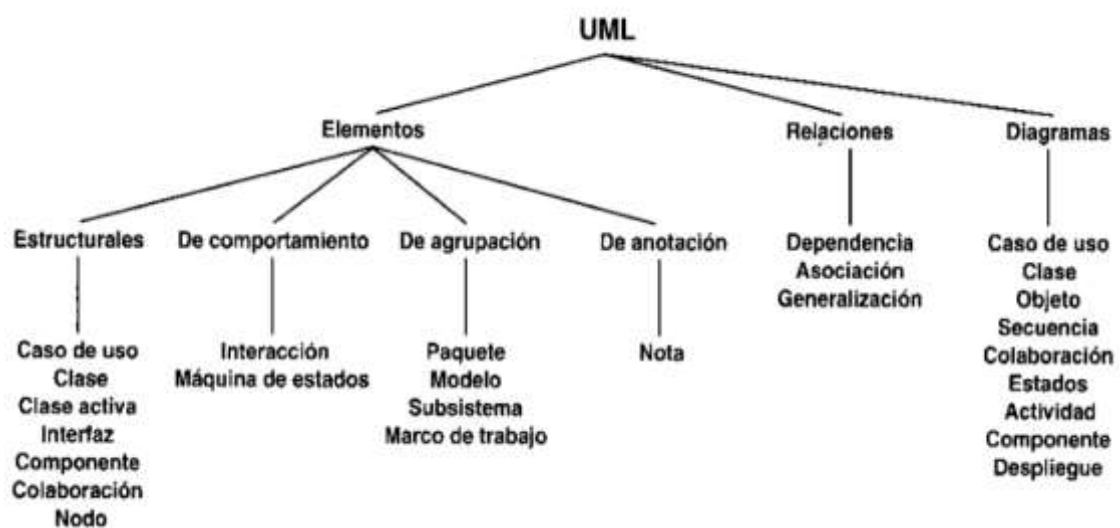 UML
Elementos
Relaciones
Diagramas
Estructurales
De comportamiento
De agrupación
De anotación
Dependencia
Asociación
Generalización
Caso de uso
Clase
Objeto
Secuencia
Colaboración
Estados
Actividad
Componente
Despliegue
Caso de uso
Clase
Clase activa
Interfaz
Componente
Colaboración
Nodo
Interacción
Máquina de estados
Paquete
Modelo
Subsistema
Marco de trabajo
Nota